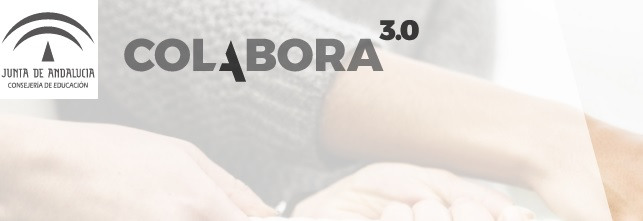 JUNTA DE ANDALUCIA
CONSEJERÍA DE EDUCACIÓN
COLABORA 3.0